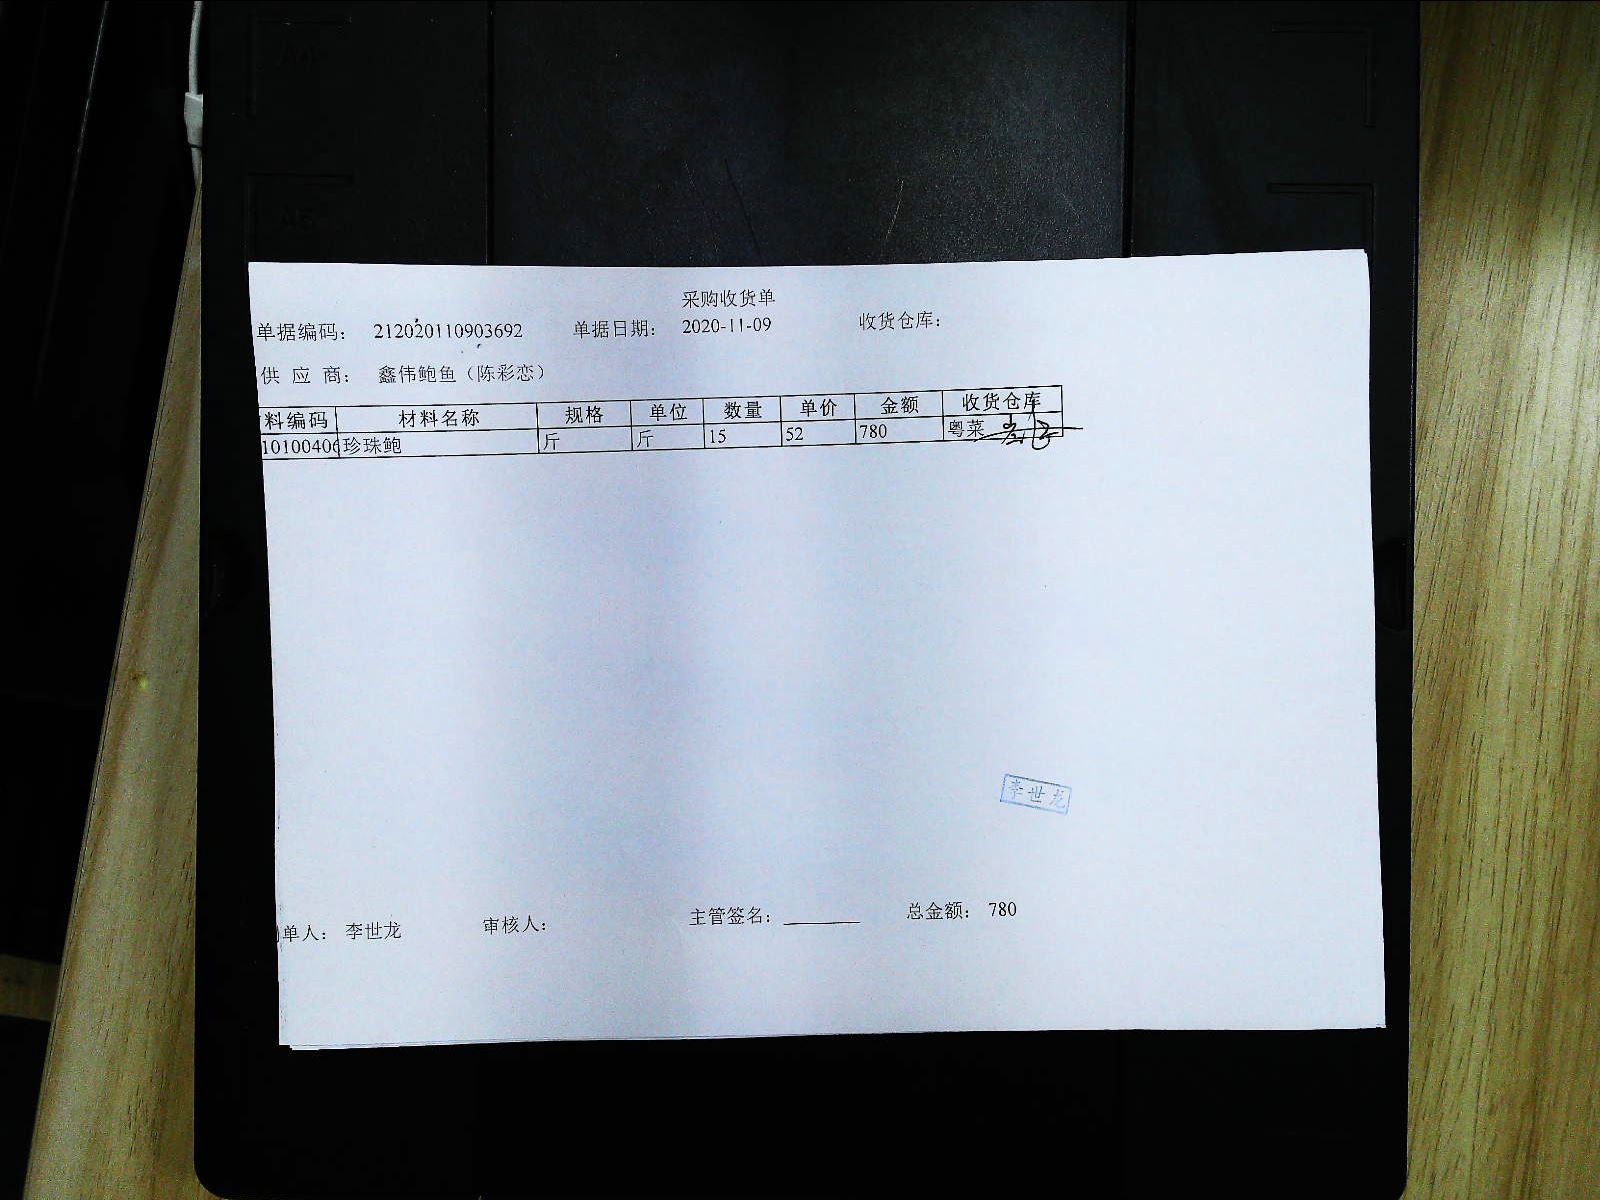 采购收货单
单据编码： 212020110903692 单据日期： 2020-11-09 收货仓库：
供 应 商： 鑫伟鲍鱼（陈彩恋）
料编码 材料名称 规格 单位 数量 单价 金额 收货仓库
1010040 珍珠鲍 斤 斤 15 52 780 粤菜
李世龙
单人： 李世龙 审核人： 主管签名： 总金额： 780